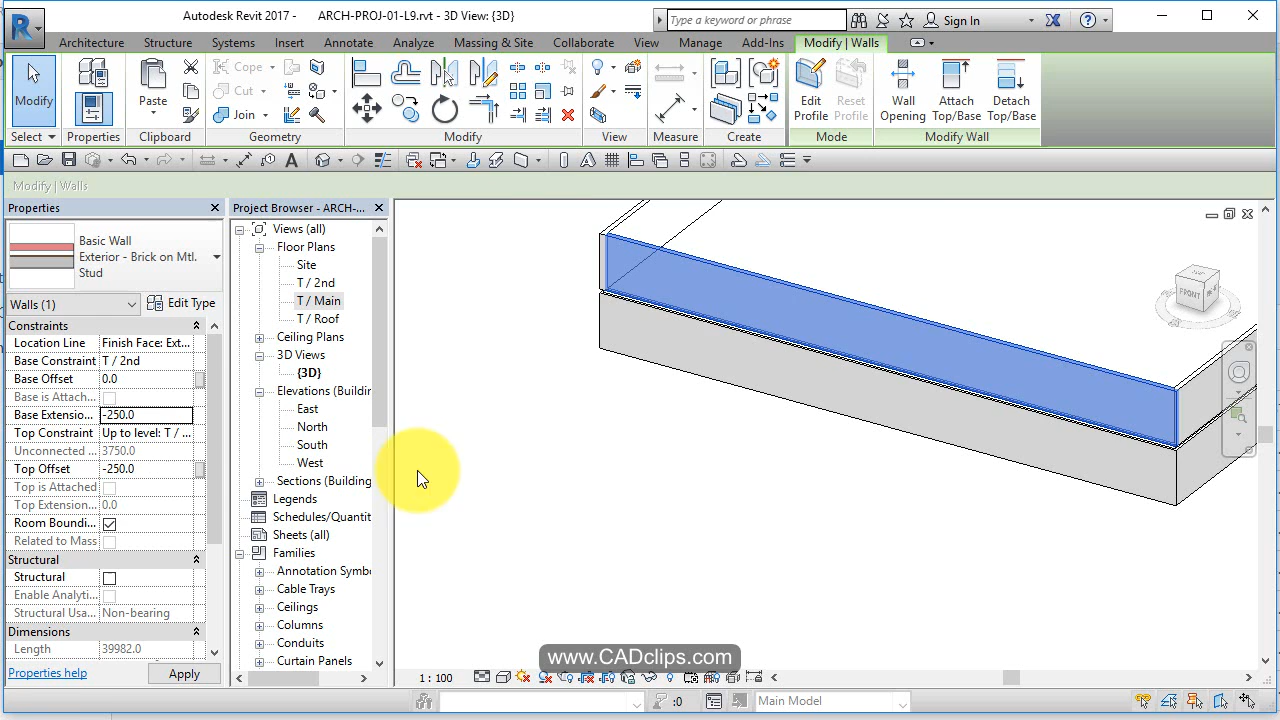 Autodesk Revit 2017 - ARCH-PROJ-01-L9.rvt - 3D View: {3D}
Type a keyword or phrase
Sign In
Architecture Structure Systems Insert Annotate Analyze Massing & Site Collaborate View Manage Add-Ins Modify | Walls
Modify
Properties
Paste
Cope
Cut
Join
Edit Profile
Reset Profile
Wall Opening
Attach Top/Base
Detach Top/Base
Select Properties Clipboard Geometry Modify View Measure Create Mode Modify Wall
Modify | Walls
Properties
Basic Wall
Exterior - Brick on Mtl. Stud
Walls (1)
Edit Type
Constraints
Location Line Finish Face: Ext...
Base Constraint T / 2nd
Base Offset 0.0
Base is Attach...
Base Extensio... -250.0
Top Constraint Up to level: T / ...
Unconnected 3750.0
Top Offset -250.0
Top is Attached
Top Extension... 0.0
Room Boundi...
Related to Mass
Structural
Structural
Enable Analyti...
Structural Usa... Non-bearing
Dimensions
Length 39982.0
Properties help
Apply
Project Browser - ARCH-...
Views (all)
Floor Plans
Site
T / 2nd
T / Main
T / Roof
Ceiling Plans
3D Views
{3D}
Elevations (Buildin
East
North
South
West
Sections (Building
Legends
Schedules/Quantit
Sheets (all)
Families
Annotation Symb
Cable Trays
Ceilings
Columns
Conduits
Curtain Panels
FRONT
www.CADclips.com
1 : 100
:0
Main Model